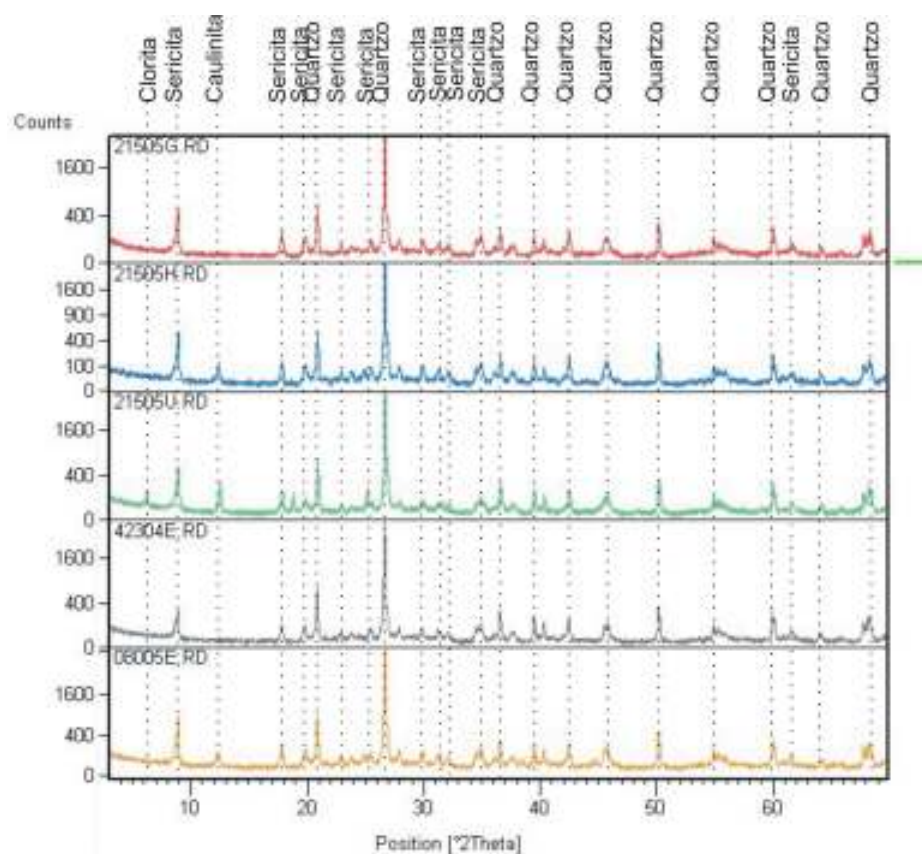 Clorita
Sericita
Caulinita
Sericita
Sericita
Quartzo
Sericita
Sericita
Quartzo
Sericita
Sericita
Sericita
Sericita
Quartzo
Quartzo
Quartzo
Quartzo
Quartzo
Quartzo
Quartzo
Sericita
Quartzo
Quartzo
Counts
21505G.RD
1600
400
0
21505H.RD
1600
900
400
100
0
21505U.RD
1600
400
0
42304E.RD
1600
400
0
08005E.RD
1600
400
0
10 20 30 40 50 60
Position [°2Theta]